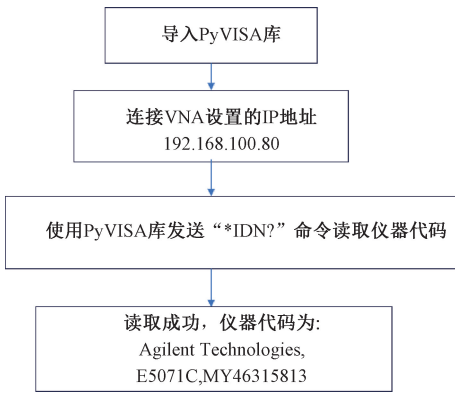 导入PyVISA库
连接VNA设置的IP地址
192.168.100.80
使用PyVISA库发送“*IDN?”命令读取仪器代码
读取成功，仪器代码为:
Agilent Technologies,
E5071C,MY46315813